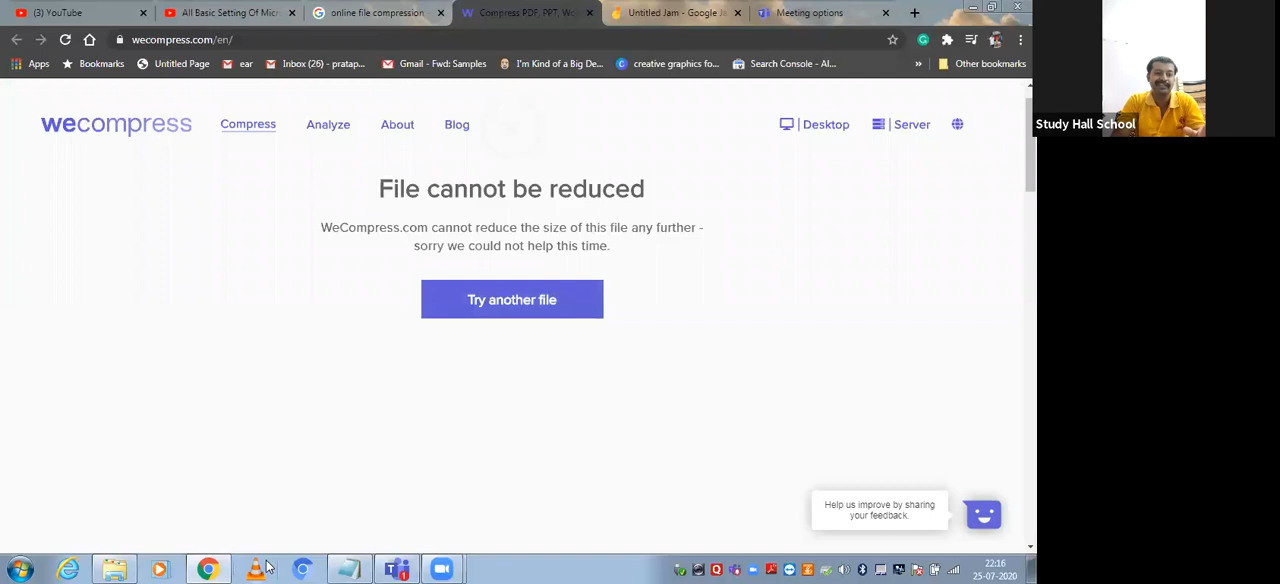 (3) YouTube
All Basic Setting Of Micr
online file compression
Compress PDF, PPT, Wo
Untitled Jam - Google Ja
Meeting options
wecompress.com/en/
Apps
Bookmarks
Untitled Page
ear
Inbox (26) - pratap...
Gmail - Fwd: Samples
I'm Kind of a Big De...
creative graphics fo...
Search Console - Al...
»
Other bookmarks
wecompress
Compress
Analyze
About
Blog
| Desktop
| Server
File cannot be reduced
WeCompress.com cannot reduce the size of this file any further -
sorry we could not help this time.
Try another file
Help us improve by sharing
your feedback.
22:16
25-07-2020
Study Hall School